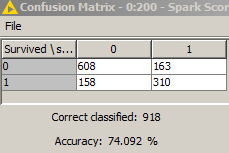 Confusion Matrix - 0:200 - Spark Scor
File
Survived \ s... 0 1
0 608 163
1 158 310
Correct classified: 918
Accuracy: 74.092 %